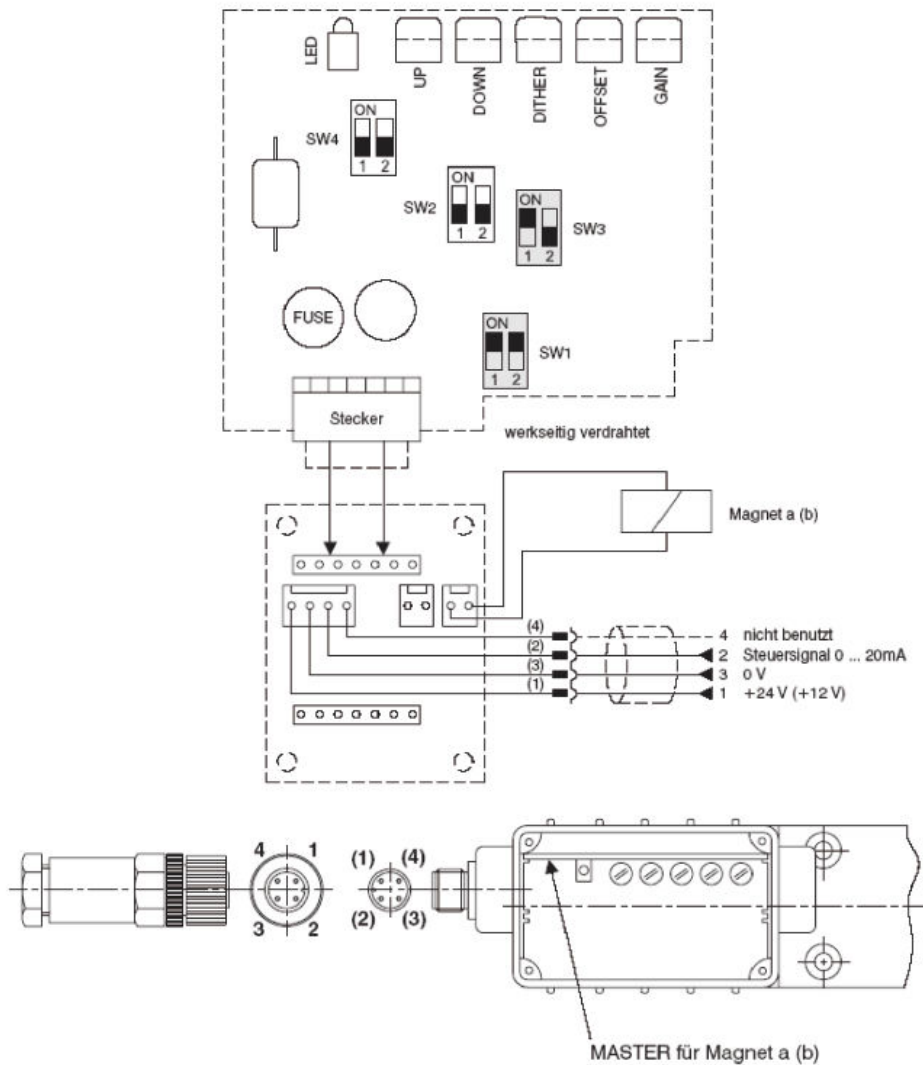 LED
UP
DOWN
DITHER
OFFSET
GAIN
ON
SW4
1 2
ON
SW2
1 2
ON
SW3
1 2
FUSE
ON
SW1
1 2
Stecker
werkseitig verdrahtet
Magnet a (b)
(4) 4 nicht benutzt
(2) 2 Steuersignal 0 ... 20mA
(3) 3 0 V
(1) 1 +24 V (+12 V)
4 1
3 2
(1) (4)
(2) (3)
MASTER für Magnet a (b)